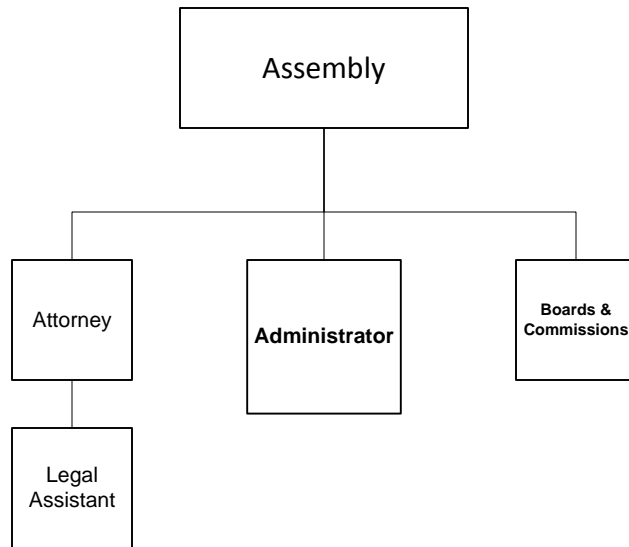 Assembly
Attorney
Administrator
Boards &
Commissions
Legal
Assistant